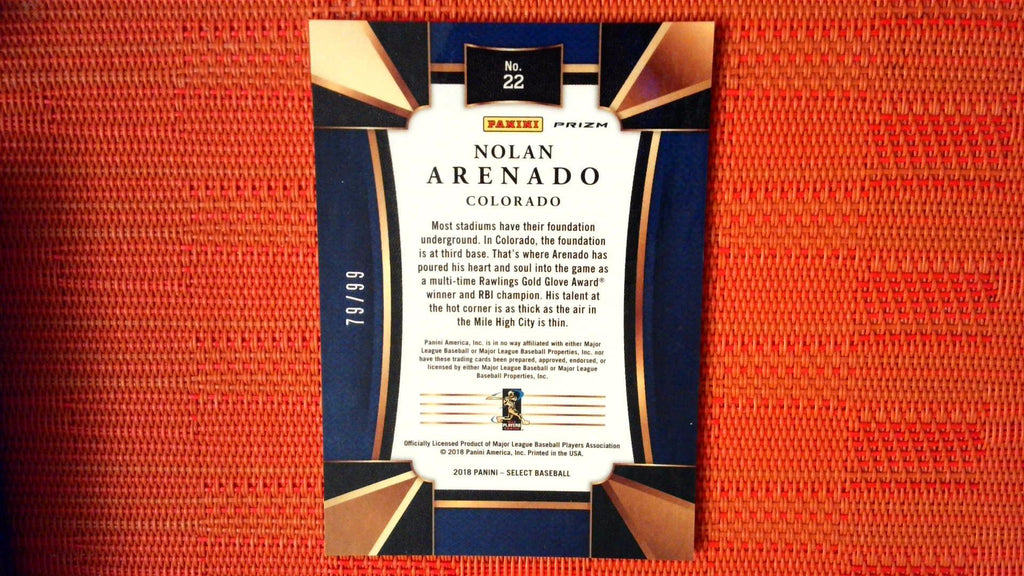 No.
22
PANINI PRIZM
NOLAN
ARENADO
COLORADO
Most stadiums have their foundation
underground. In Colorado, the foundation
is at third base. That's where Arenado has
poured his heart and soul into the game as
a multi-time Rawlings Gold Glove Award®
winner and RBI champion. His talent at
the hot corner is as thick as the air in
the Mile High City is thin.
79/99
Panini America, Inc. is in no way affiliated with either Major
League Baseball or Major League Baseball Properties, Inc. nor
have these trading cards been prepared, approved, endorsed, or
licensed by either Major League Baseball or Major League
Baseball Properties, Inc.
PLAYERS
Officially Licensed Product of Major League Baseball Players Association
© 2018 Panini America, Inc. Printed in the USA.
2018 PANINI – SELECT BASEBALL